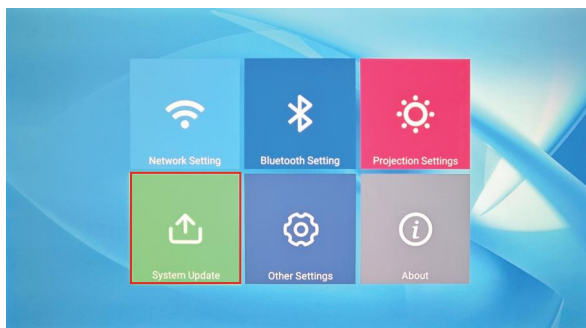 Network Setting
Bluetooth Setting
Projection Settings
System Update
Other Settings
About